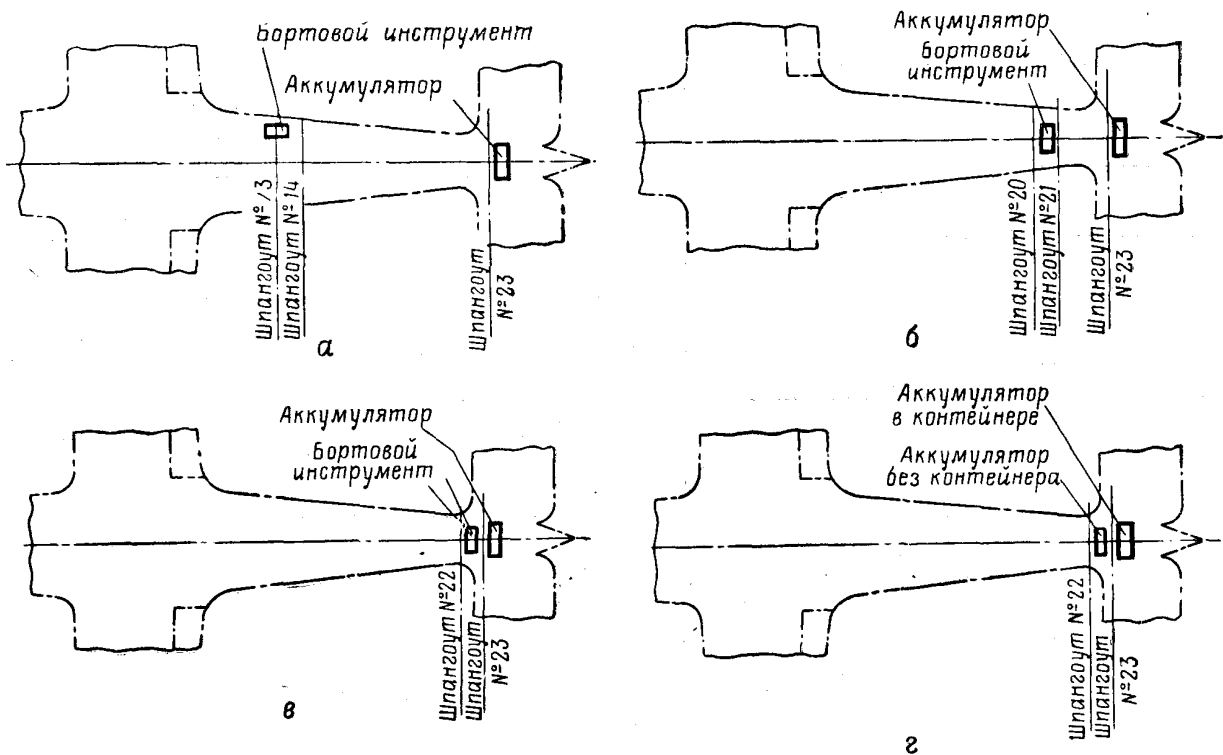 Бортовой инструмент
Аккумулятор
Шпангоут №13
Шпангоут №14
Шпангоут
№23
а
Аккумулятор
Бортовой
инструмент
Шпангоут №20
Шпангоут №21
Шпангоут
№23
б
Аккумулятор
Бортовой
инструмент
Шпангоут №22
Шпангоут
№23
в
Аккумулятор
в контейнере
Аккумулятор
без контейнера
Шпангоут №22
Шпангоут
№23
г